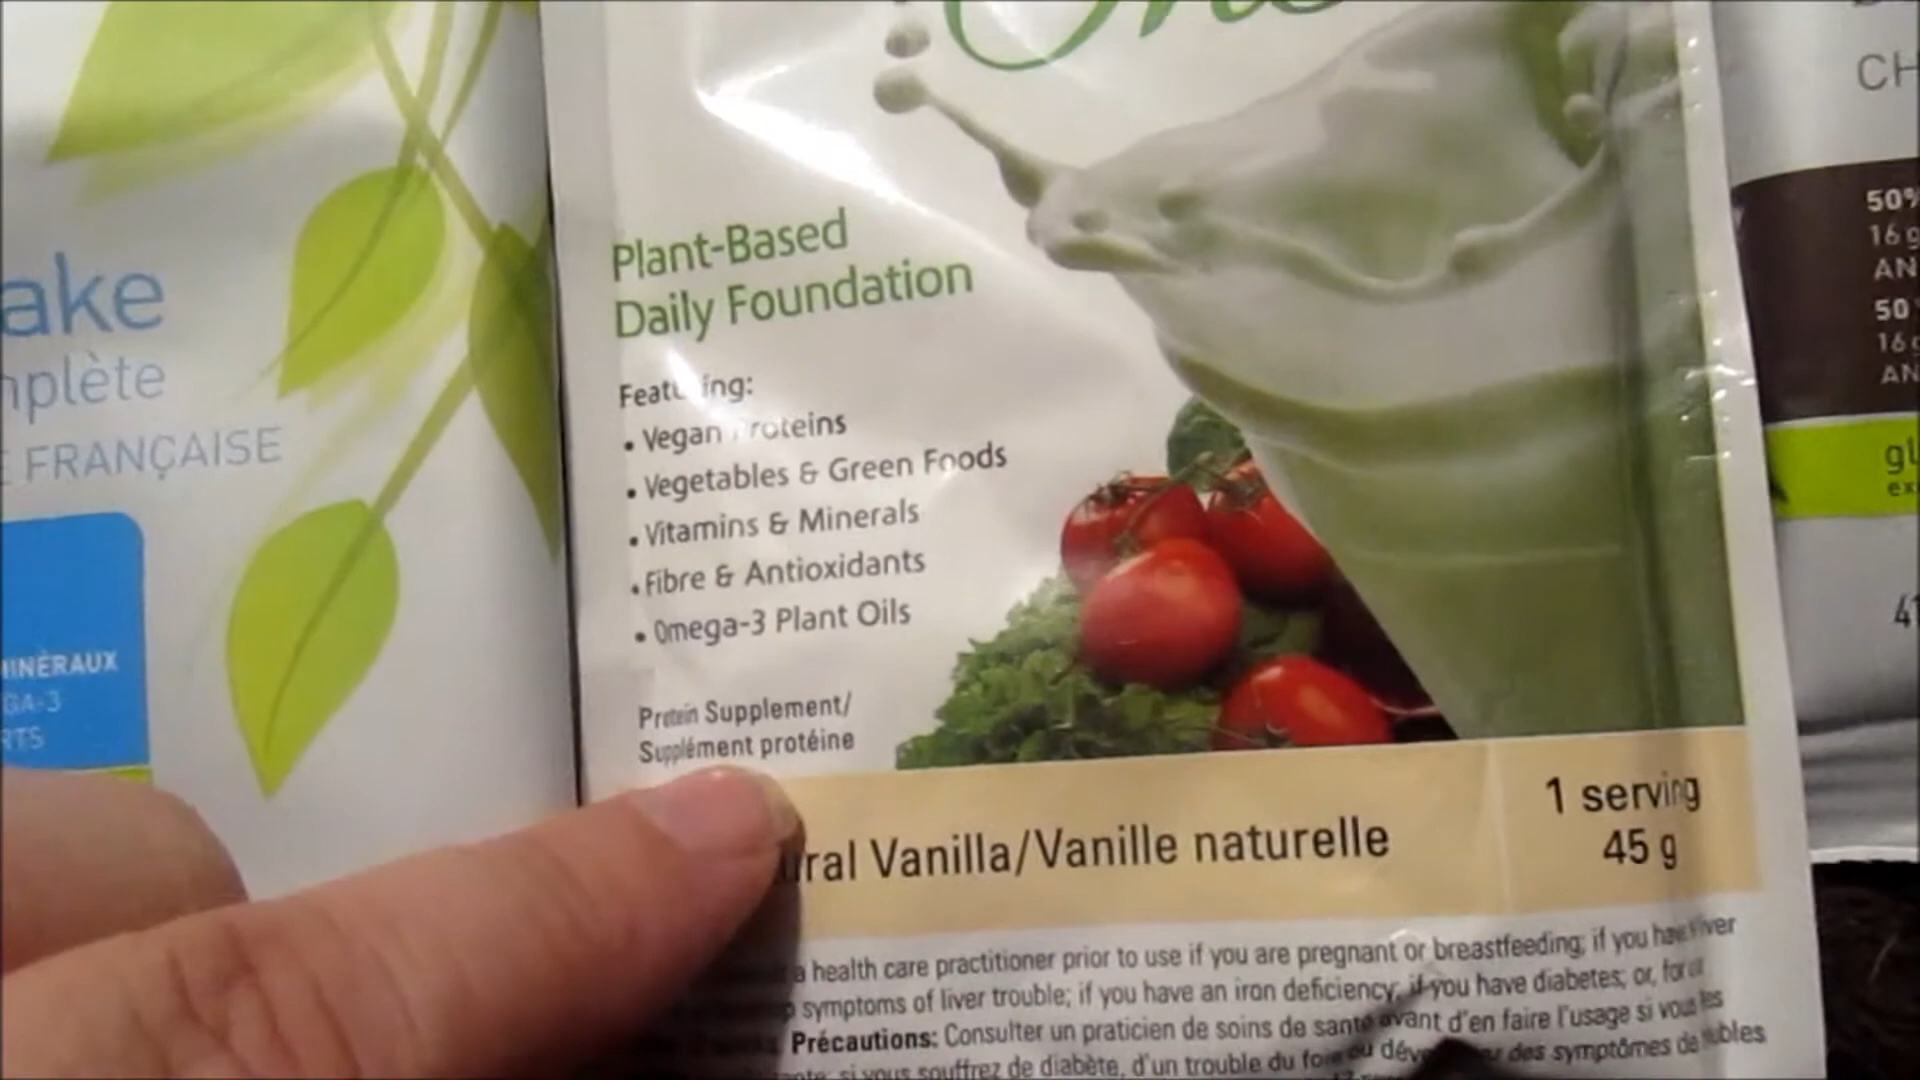 One
Plant-Based
Daily Foundation
Featuring:
• Vegan Proteins
• Vegetables & Green Foods
• Vitamins & Minerals
• Fibre & Antioxidants
• Omega-3 Plant Oils
Protein Supplement/
Supplément protéine
ural Vanilla/Vanille naturelle
1 serving
45 g
a health care practitioner prior to use if you are pregnant or breastfeeding; if you have liver
symptoms of liver trouble; if you have an iron deficiency; if you have diabetes; or, for
Précautions: Consulter un praticien de soins de santé avant d'en faire l'usage si vous
si vous souffrez de diabète, d'un trouble du foie ou des symptômes de
ake
mplète
FRANÇAISE
MINÉRAUX
GA-3
RTS
CH
50%
16 g
AN
50
16 g
AN
gl
ex
41